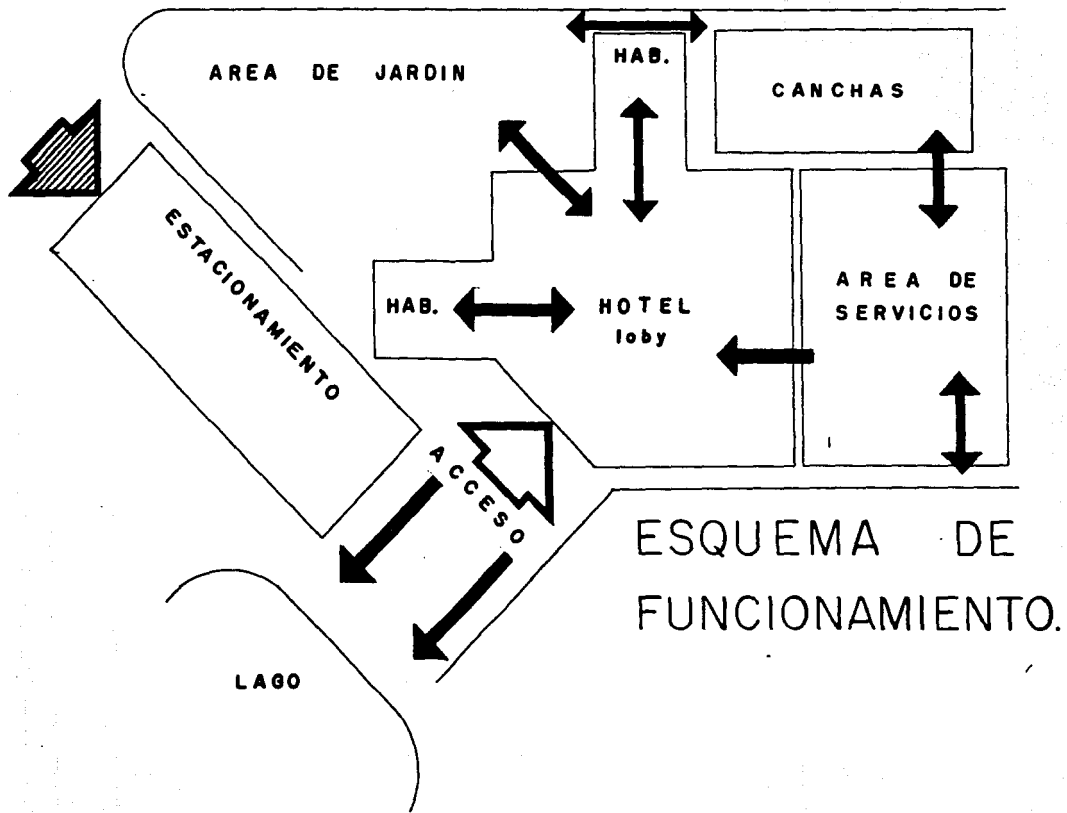 HAB.
AREA DE JARDIN
CANCHAS
ESTACIONAMIENTO
HAB.
HOTEL
loby
AREA DE
SERVICIOS
ACCESO
ESQUEMA DE
FUNCIONAMIENTO.
LAGO